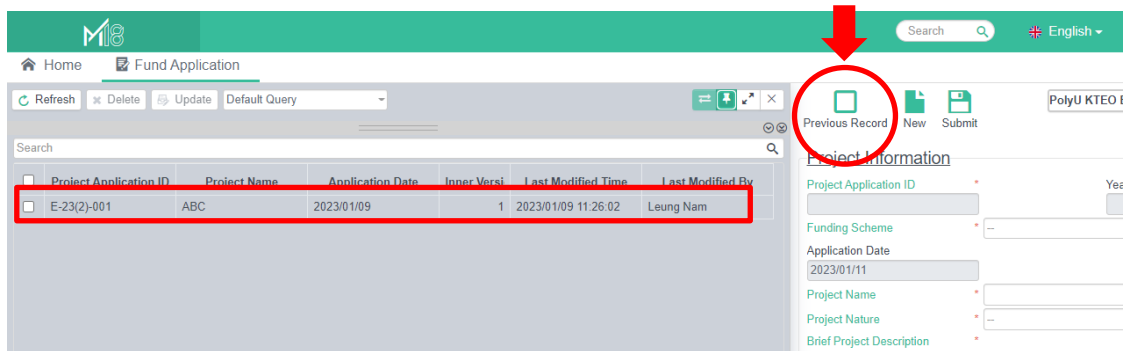 M18
Search
English
Home
Fund Application
Refresh
Delete
Update
Default Query
Search
Project Application ID Project Name Application Date Inner Versi Last Modified Time Last Modified By
E-23(2)-001 ABC 2023/01/09 1 2023/01/09 11:26:02 Leung Nam
Previous Record New Submit
PolyU KTEO E
Project Information
Project Application ID * Yea
Funding Scheme * --
Application Date
2023/01/11
Project Name *
Project Nature * --
Brief Project Description *